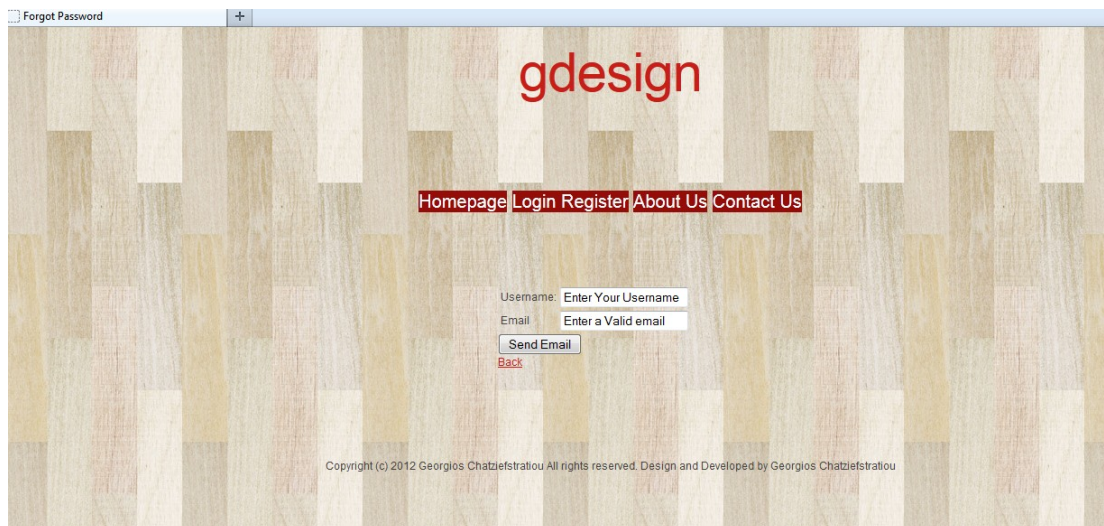 Forgot Password
gdesign
Homepage Login Register About Us Contact Us
Username: Enter Your Username
Email Enter a Valid email
Send Email
Back
Copyright (c) 2012 Georgios Chatziefstratiou All rights reserved. Design and Developed by Georgios Chatziefstratiou